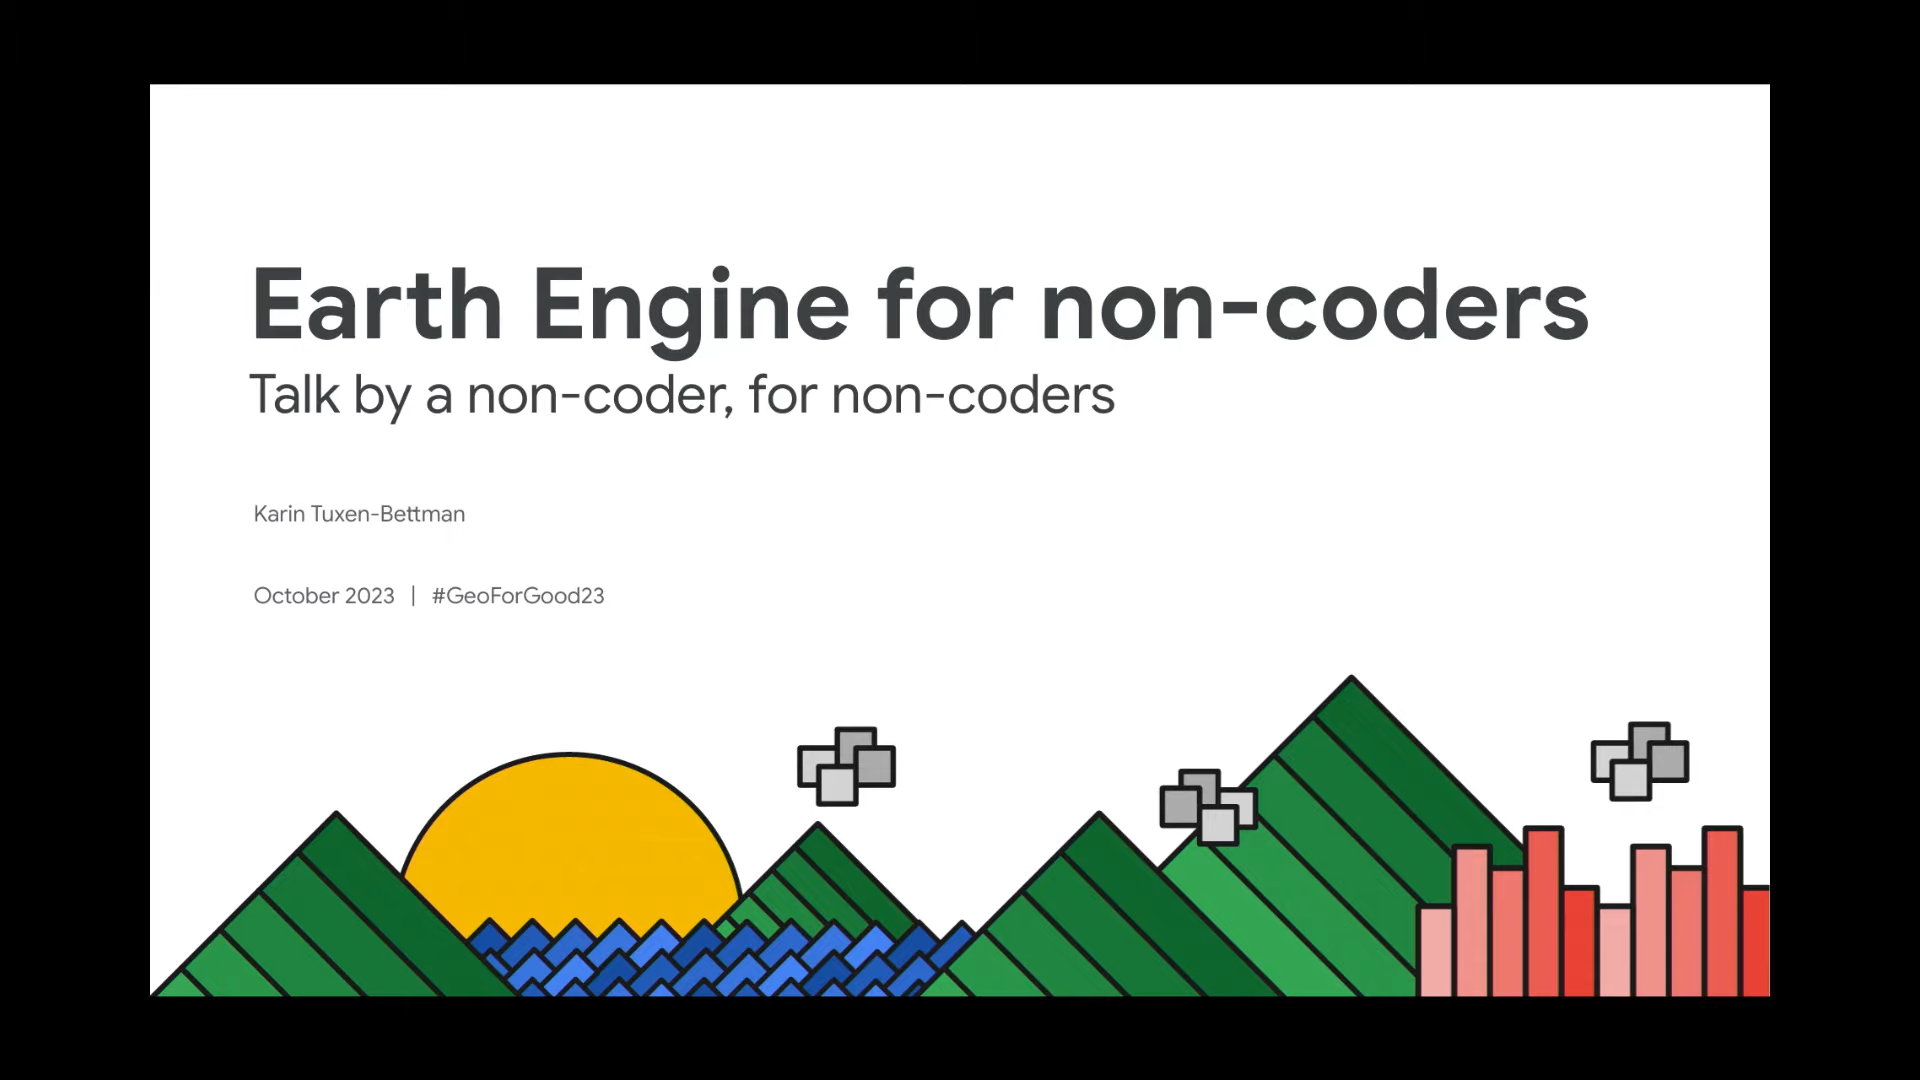 Earth Engine for non-coders
Talk by a non-coder, for non-coders
Karin Tuxen-Bettman
October 2023 | #GeoForGood23